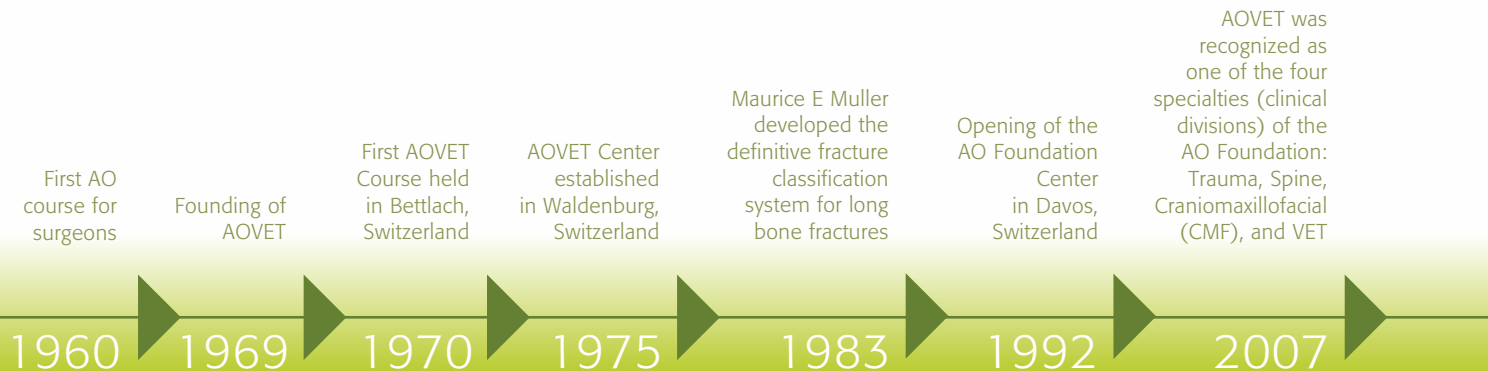 First AO
course for
surgeons
Founding of
AOVET
First AOVET
Course held
in Bettlach,
Switzerland
AOVET Center
established
in Waldenburg,
Switzerland
Maurice E Muller
developed the
definitive fracture
classification
system for long
bone fractures
Opening of the
AO Foundation
Center
in Davos,
Switzerland
AOVET was
recognized as
one of the four
specialties (clinical
divisions) of the
AO Foundation:
Trauma, Spine,
Craniomaxillofacial
(CMF), and VET
1960
1969
1970
1975
1983
1992
2007